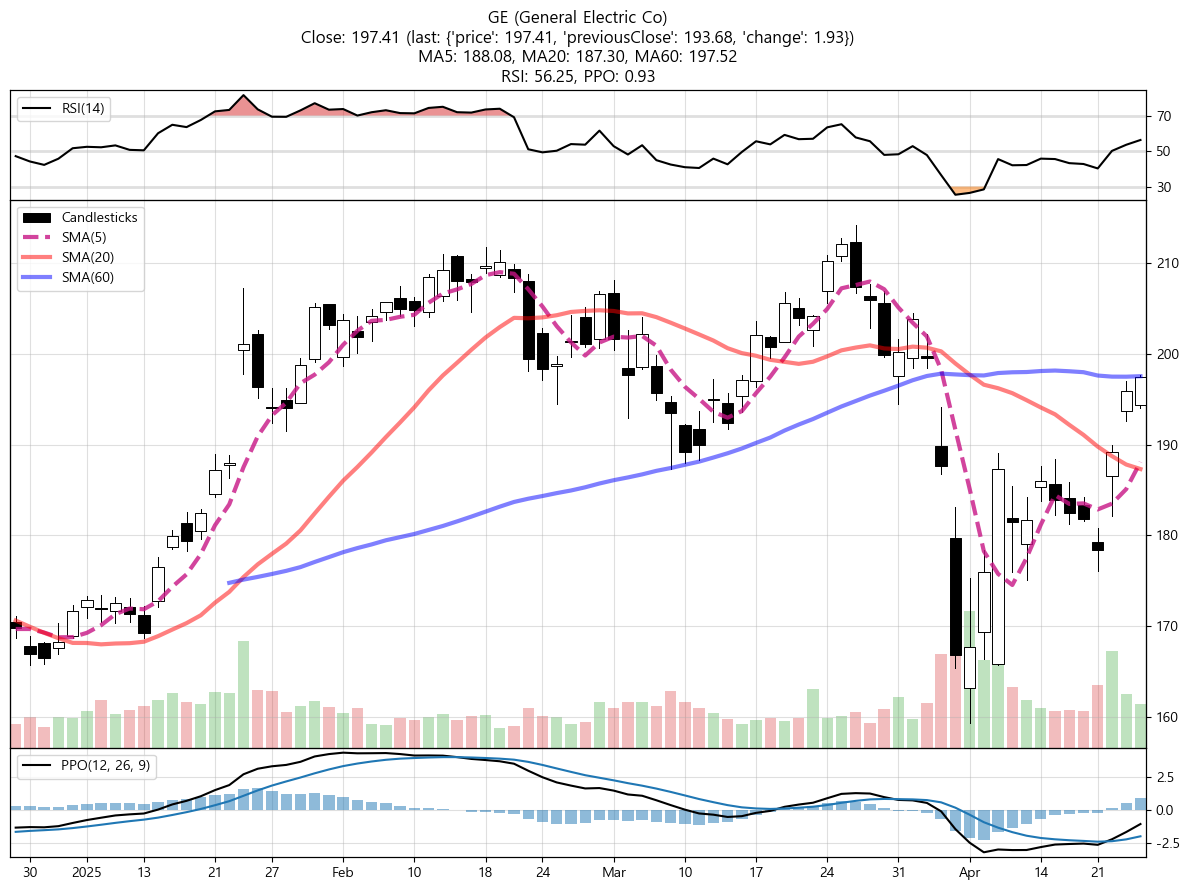 GE (General Electric Co)
Close: 197.41 (last: {'price': 197.41, 'previousClose': 193.68, 'change': 1.93})
MA5: 188.08, MA20: 187.30, MA60: 197.52
RSI: 56.25, PPO: 0.93
RSI(14)
70
50
30
Candlesticks
SMA(5)
SMA(20)
SMA(60)
210
200
190
180
170
160
PPO(12, 26, 9)
2.5
0.0
−2.5
30 2025 13 21 27 Feb 10 18 24 Mar 10 17 24 31 Apr 14 21